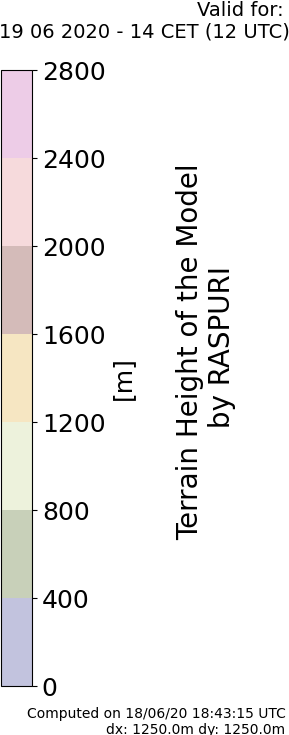 Valid for:
19 06 2020 - 14 CET (12 UTC)
2800
2400
2000
1600
1200
800
400
0
[m]
Terrain Height of the Model
by RASPURI
Computed on 18/06/20 18:43:15 UTC
dx: 1250.0m dy: 1250.0m